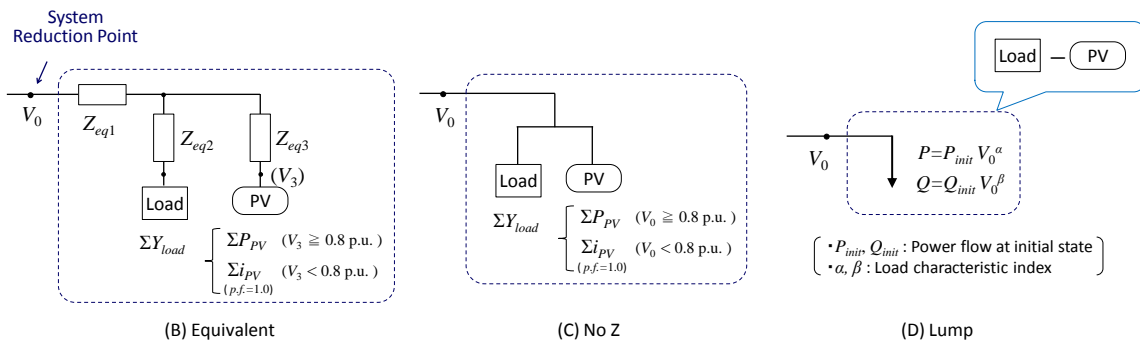 System
Reduction Point
V0
Zeq1
Zeq2
Zeq3
(V3)
Load
PV
ΣYload
ΣPPV (V3 ≧ 0.8 p.u. )
ΣiPV (V3 < 0.8 p.u. )
( p.f.=1.0)
(B) Equivalent
V0
Load
PV
ΣYload
ΣPPV (V0 ≧ 0.8 p.u. )
ΣiPV (V0 < 0.8 p.u. )
( p.f.=1.0)
(C) No Z
Load – PV
V0
P=Pinit V0α
Q=Qinit V0β
・Pinit, Qinit : Power flow at initial state
・α, β : Load characteristic index
(D) Lump